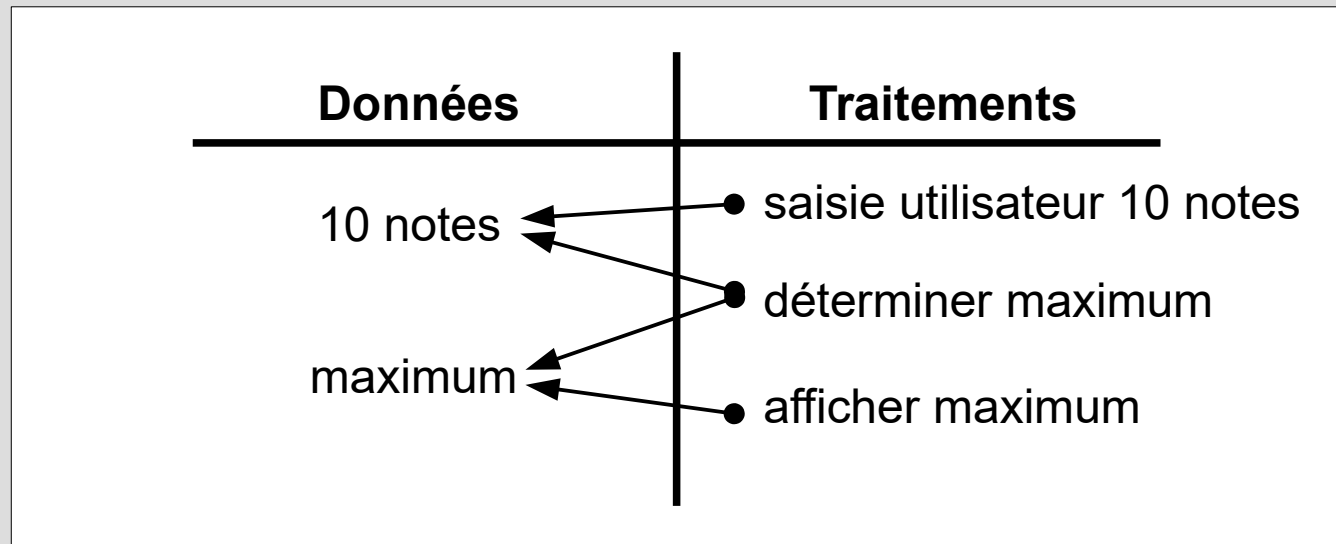 Données
Traitements
10 notes
saisie utilisateur 10 notes
déterminer maximum
maximum
afficher maximum